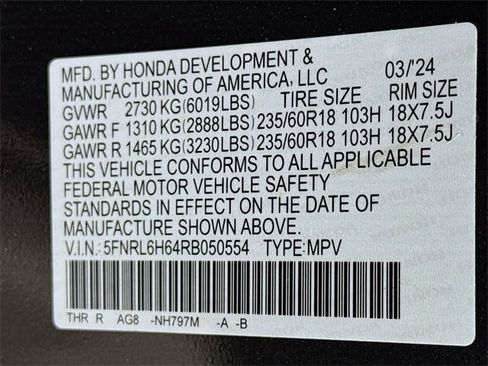 MFD. BY HONDA DEVELOPMENT & 03/'24
MANUFACTURING OF AMERICA, LLC
GVWR 2730 KG(6019LBS) TIRE SIZE RIM SIZE
GAWR F 1310 KG(2888LBS) 235/60R18 103H 18X7.5J
GAWR R 1465 KG(3230LBS) 235/60R18 103H 18X7.5J
THIS VEHICLE CONFORMS TO ALL APPLICABLE
FEDERAL MOTOR VEHICLE SAFETY
STANDARDS IN EFFECT ON THE DATE OF
MANUFACTURE SHOWN ABOVE.
V.I.N.: 5FNRL6H64RB050554 TYPE:MPV
THR R AG8 -NH797M -A -B